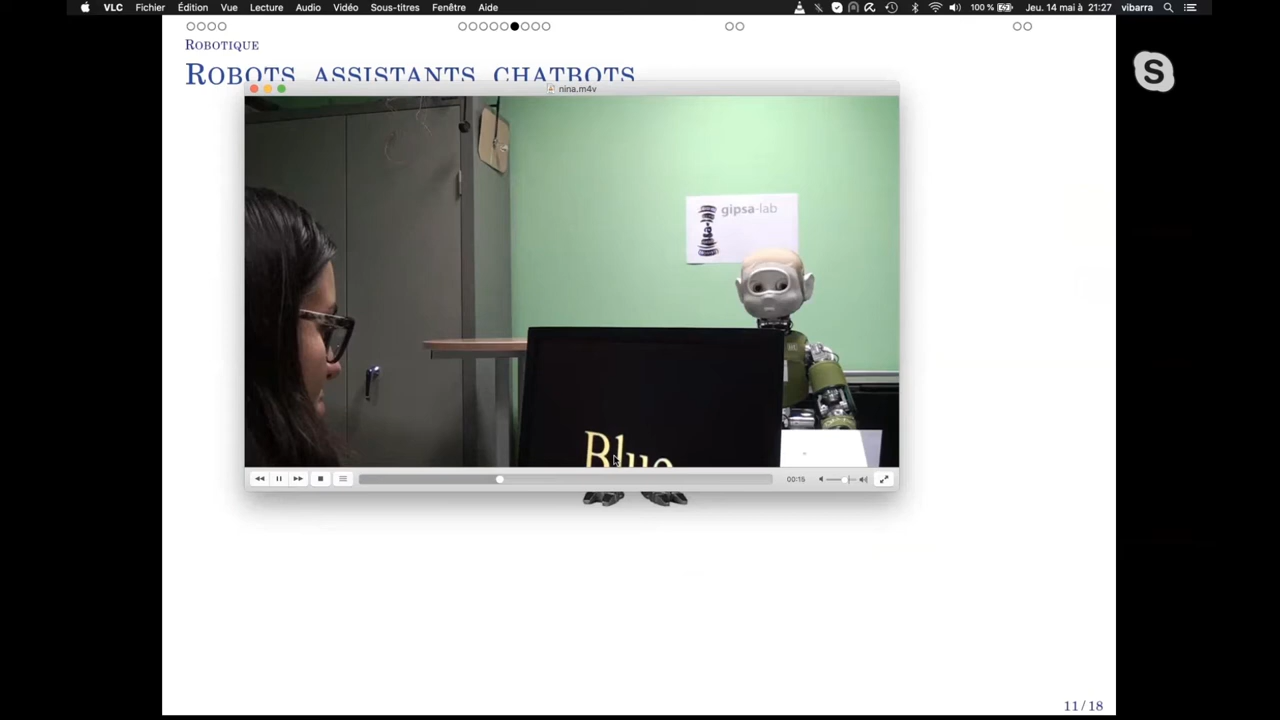 VLC Fichier Édition Vue Lecture Audio Vidéo Sous-titres Fenêtre Aide 100 % Jeu. 14 mai à 21:27 vibarra
Robotique
Robots assistants chatbots
nina.m4v
gipsa-lab
Blue
00:15
11/18